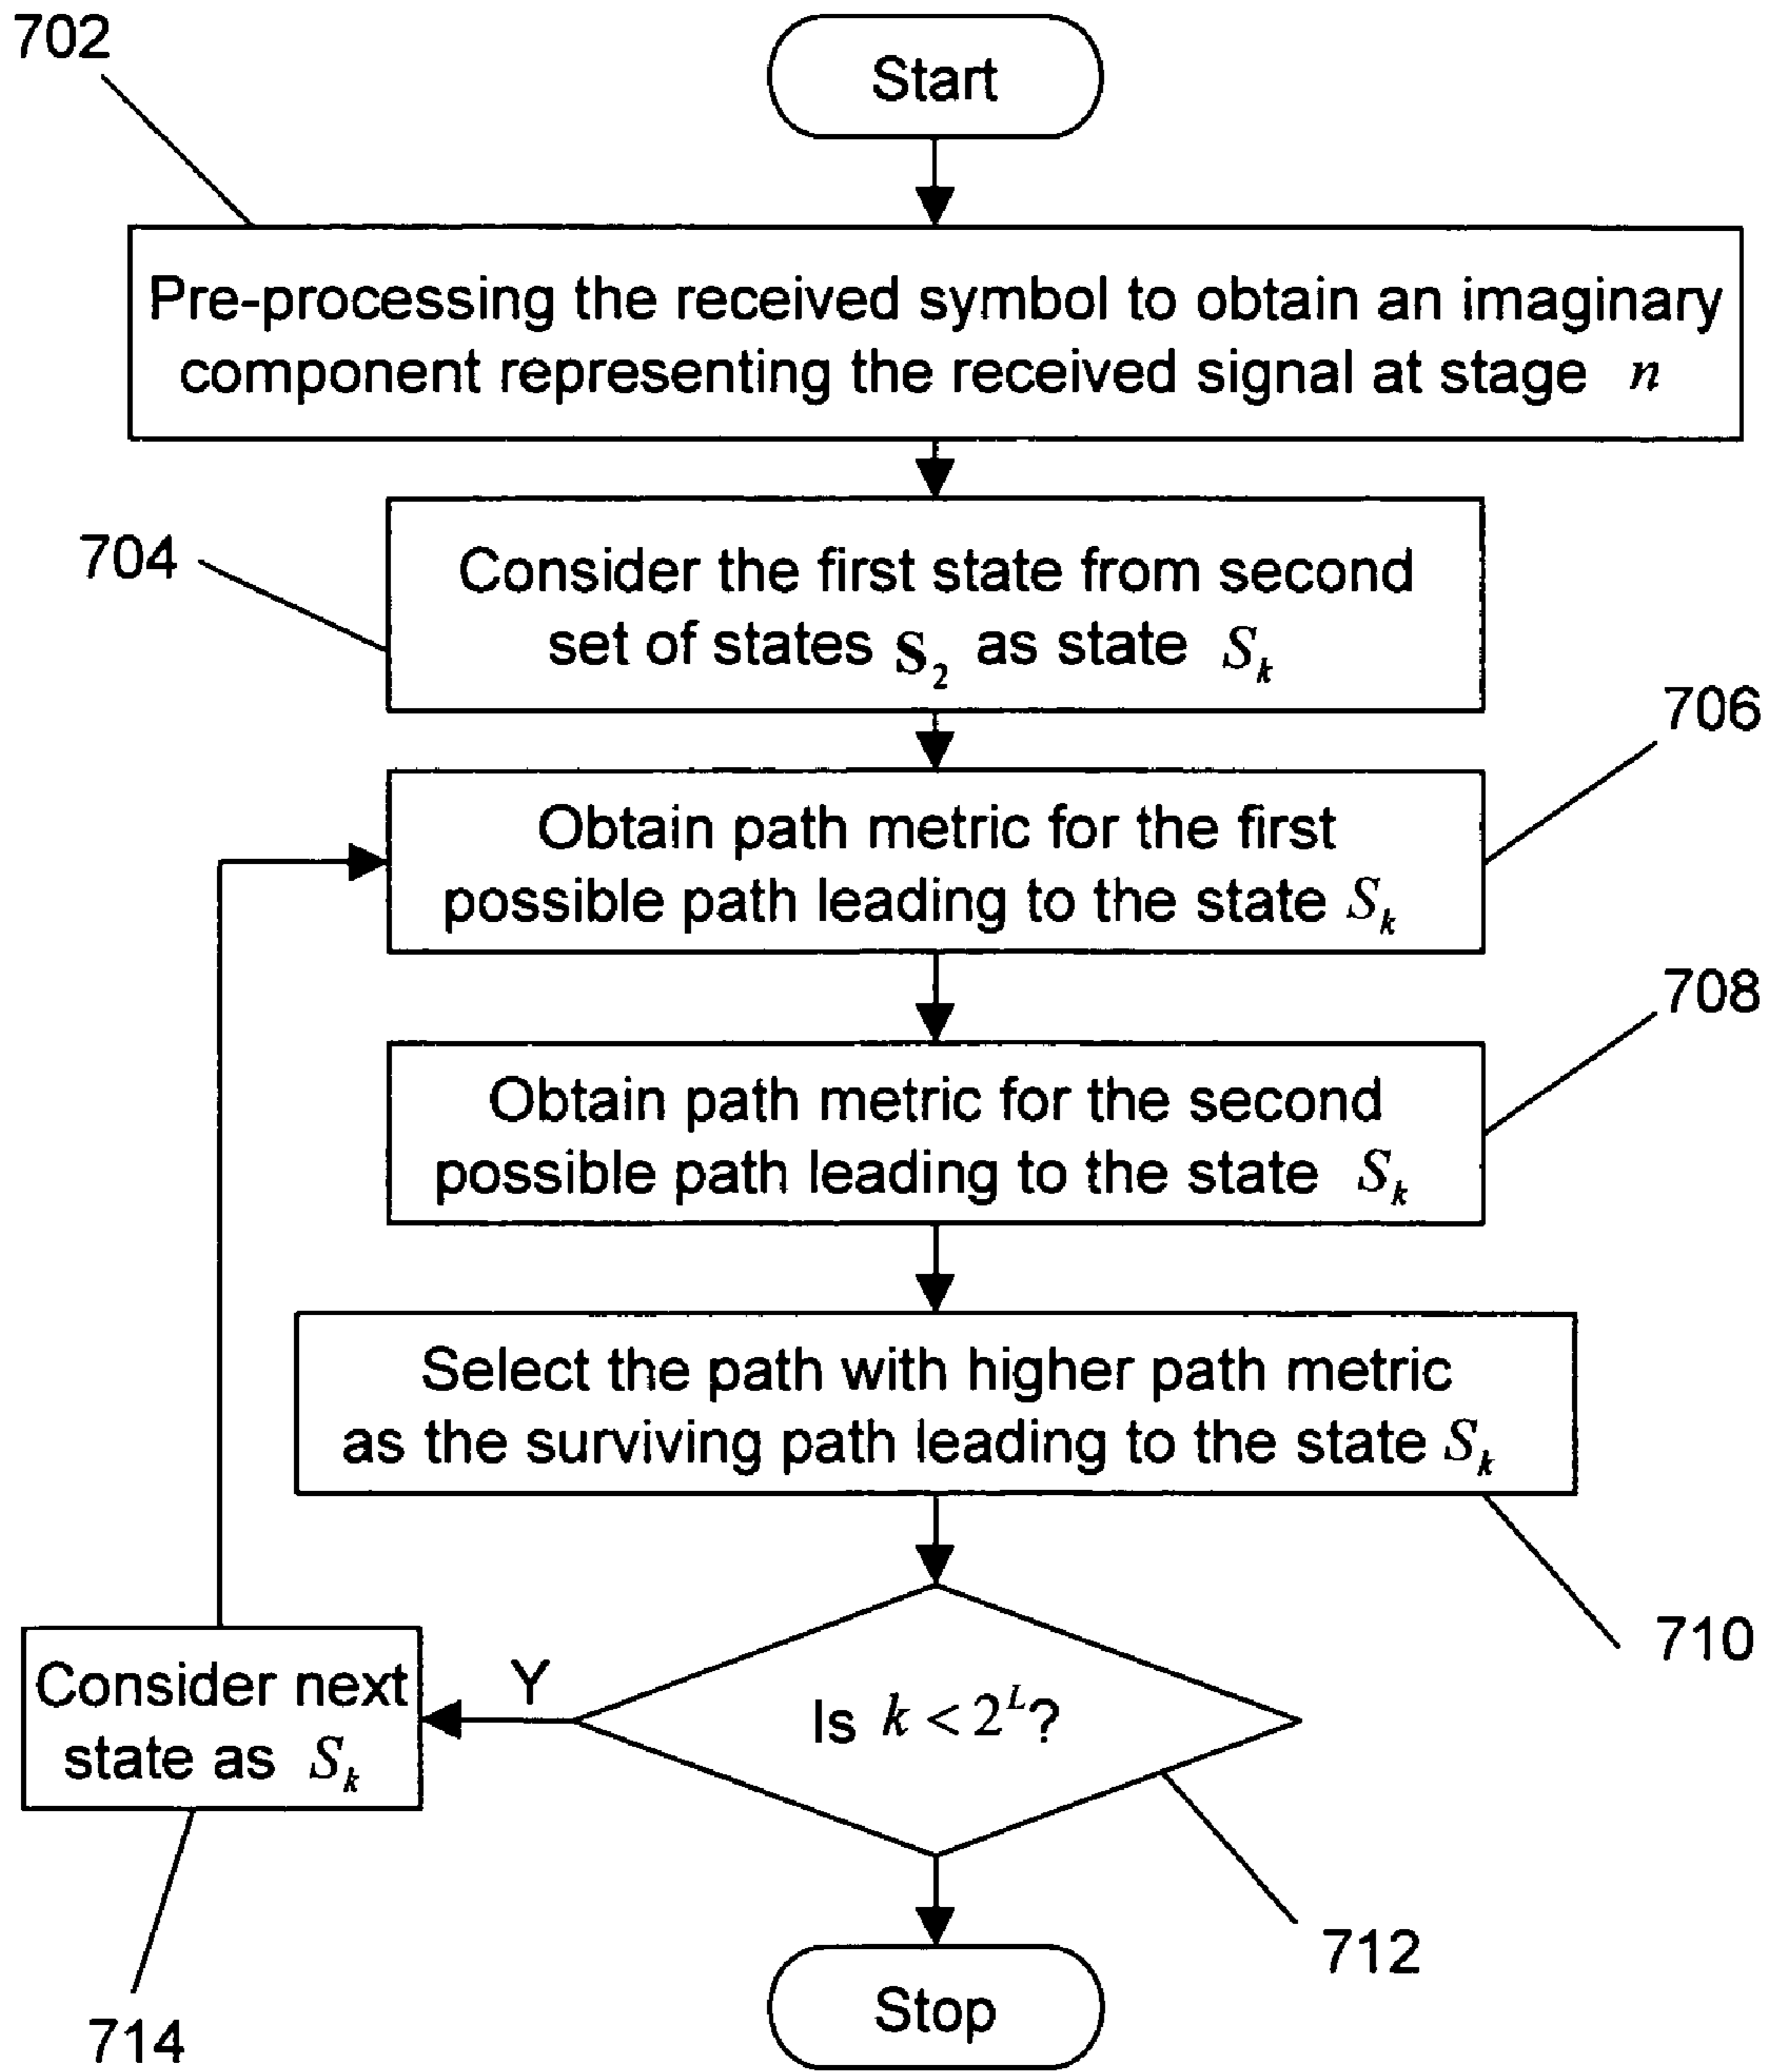 702
Start
Pre-processing the received symbol to obtain an imaginary
component representing the received signal at stage n
704
Consider the first state from second
set of states S₂ as state Sₖ
706
Obtain path metric for the first
possible path leading to the state Sₖ
708
Obtain path metric for the second
possible path leading to the state Sₖ
Select the path with higher path metric
as the surviving path leading to the state Sₖ
710
Consider next
state as Sₖ
Y
Is k < 2ᴸ?
712
714
Stop